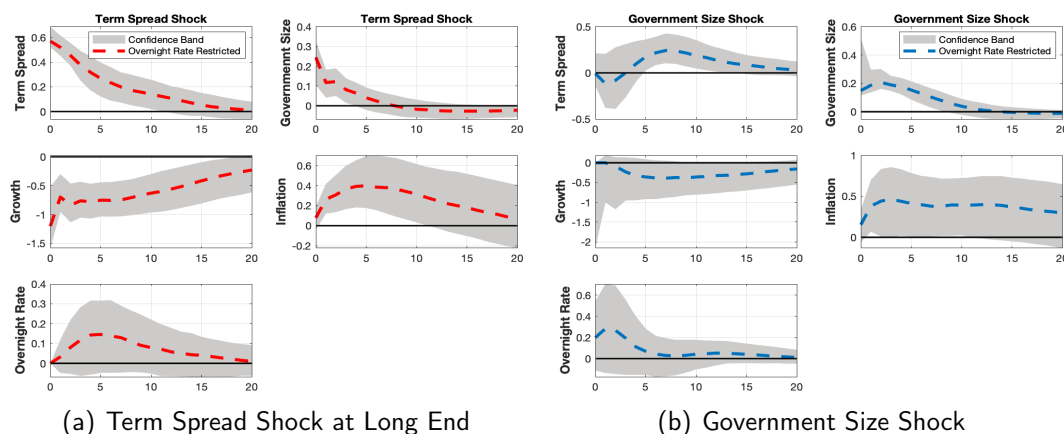 Term Spread Shock
Term Spread
0.6
0.4
0.2
0
0 5 10 15 20
Confidence Band
Overnight Rate Restricted
Term Spread Shock
Government Size
0.3
0.2
0.1
0
0 5 10 15 20
Growth
0
-0.5
-1
-1.5
0 5 10 15 20
Inflation
0.6
0.4
0.2
0
-0.2
0 5 10 15 20
Overnight Rate
0.4
0.3
0.2
0.1
0
0 5 10 15 20
(a) Term Spread Shock at Long End
Government Size Shock
Term Spread
0.5
0
-0.5
0 5 10 15 20
Government Size Shock
Government Size
0.6
0.4
0.2
0
0 5 10 15 20
Confidence Band
Overnight Rate Restricted
Growth
0
-0.5
-1
-1.5
-2
0 5 10 15 20
Inflation
1
0.5
0
0 5 10 15 20
Overnight Rate
0.6
0.4
0.2
0
0 5 10 15 20
(b) Government Size Shock